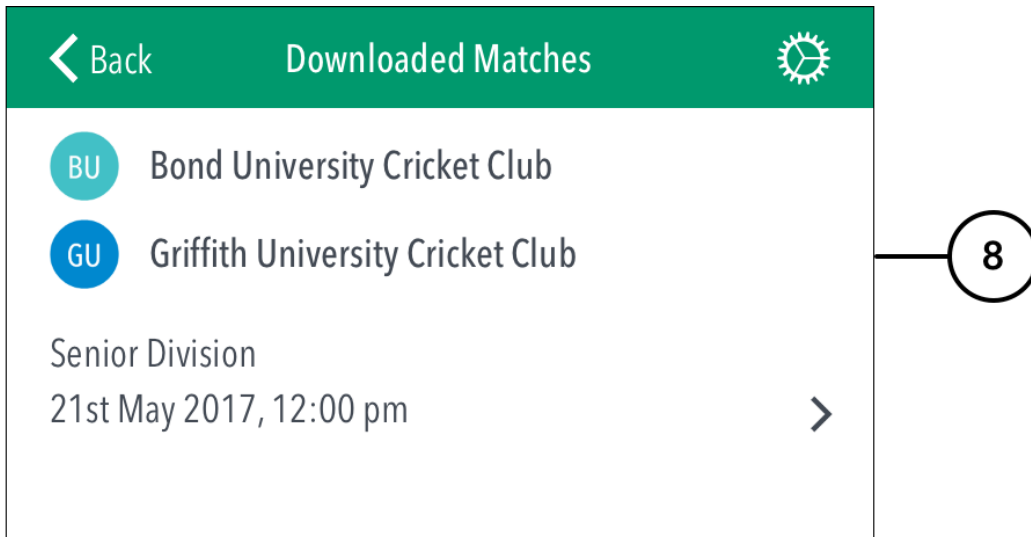 Back
Downloaded Matches
BU
Bond University Cricket Club
GU
Griffith University Cricket Club
8
Senior Division
21st May 2017, 12:00 pm